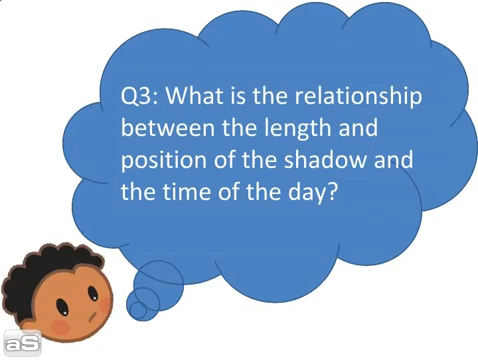 Q3: What is the relationship
between the length and
position of the shadow and
the time of the day?
aS